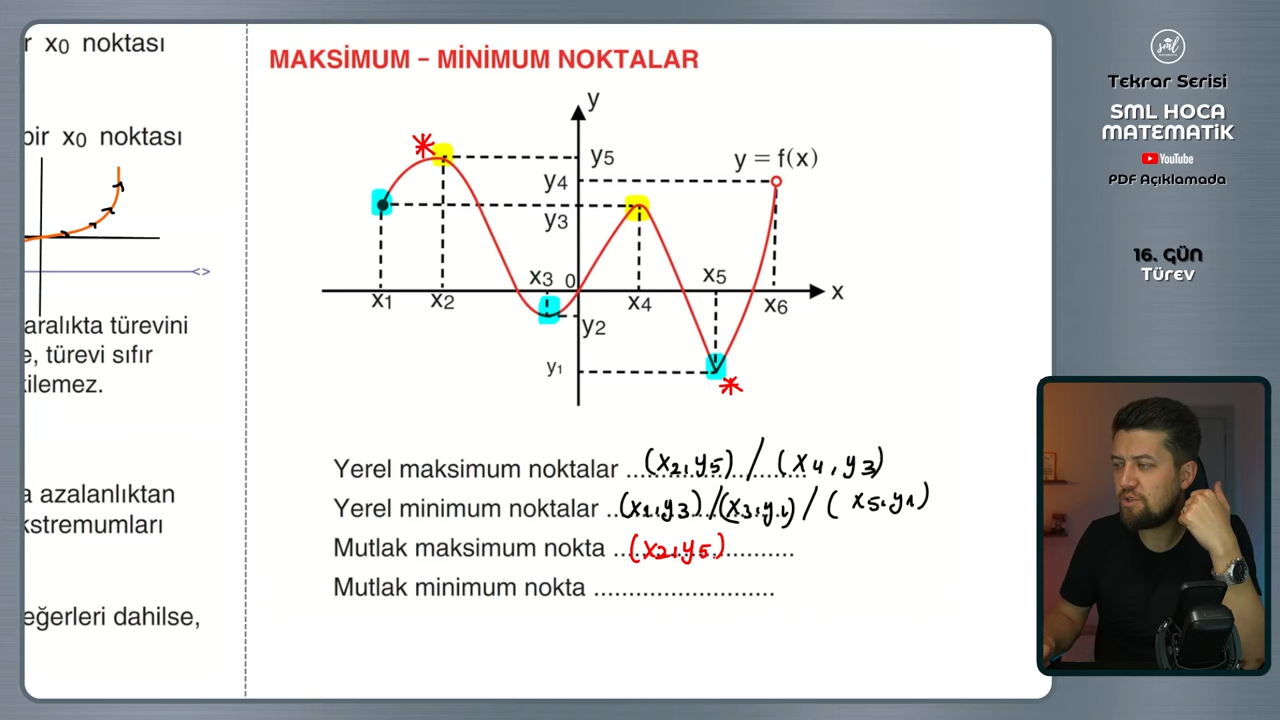 r x0 noktası
bir x0 noktası
<>
aralıkta türevini
e, türevi sıfır
kilemez.
a azalanlıktan
kstremumları
eğerleri dahilse,
MAKSİMUM – MİNİMUM NOKTALAR
y
y5
y4
y = f(x)
y3
x3 0
x5
x
x1 x2
x4
x6
y2
y1
Yerel maksimum noktalar (x2,y5) / (x4,y3)
Yerel minimum noktalar (x1,y3) / (x3,y2) / (x5,y1)
Mutlak maksimum nokta (x2,y5)
Mutlak minimum nokta ...........................
sml
Tekrar Serisi
SML HOCA
MATEMATİK
YouTube
PDF Açıklamada
16. GÜN
Türev